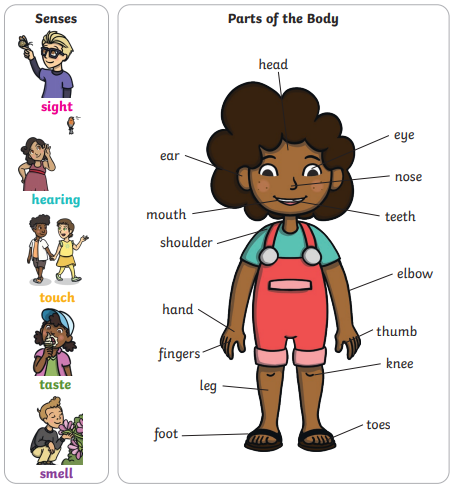 Senses
sight
hearing
touch
taste
smell
Parts of the Body
head
eye
ear
nose
mouth
teeth
shoulder
elbow
hand
thumb
fingers
knee
leg
toes
foot